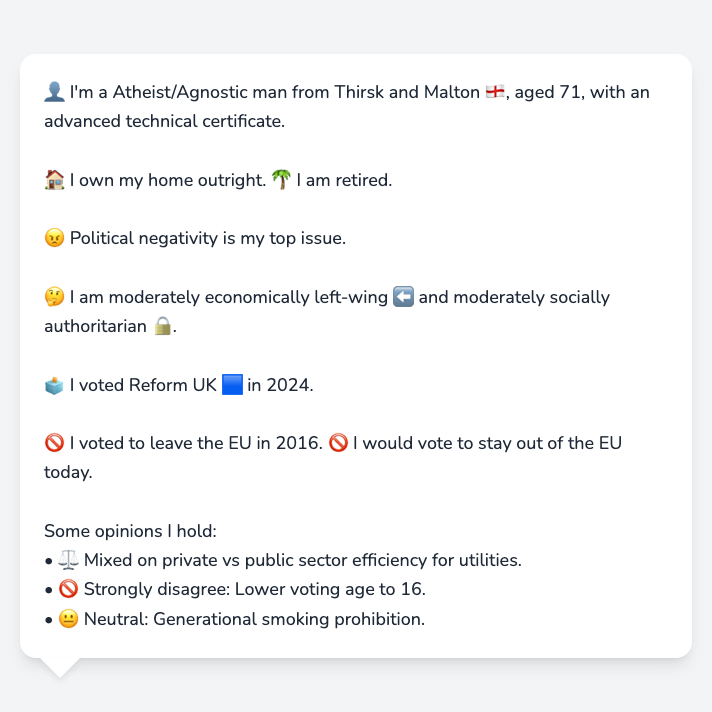 👤 I'm a Atheist/Agnostic man from Thirsk and Malton 🏴󠁧󠁢󠁥󠁮󠁧󠁿, aged 71, with an
advanced technical certificate.
🏠 I own my home outright. 🌴 I am retired.
😠 Political negativity is my top issue.
🤔 I am moderately economically left-wing ⬅️ and moderately socially
authoritarian 🔒.
🗳️ I voted Reform UK 🟦 in 2024.
🚫 I voted to leave the EU in 2016. 🚫 I would vote to stay out of the EU
today.
Some opinions I hold:
• ⚖️ Mixed on private vs public sector efficiency for utilities.
• 🚫 Strongly disagree: Lower voting age to 16.
• 😐 Neutral: Generational smoking prohibition.